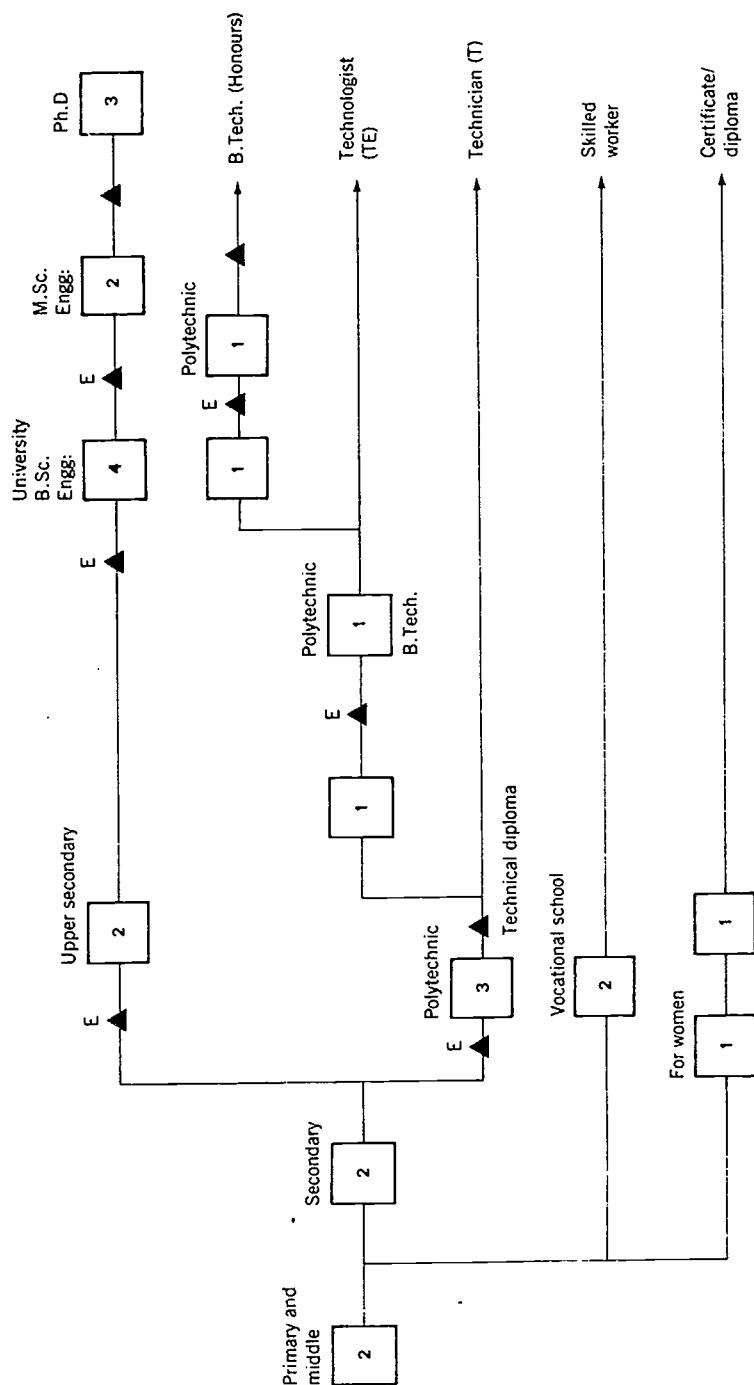 Primary and
middle
2
Secondary
2
E
Upper secondary
2
E
University
B.Sc.
Engg:
4
E
M.Sc.
Engg:
2
Ph.D
3
E
Polytechnic
3
Technical diploma
1
E
Polytechnic
1
B.Tech.
1
E
Polytechnic
1
B.Tech. (Honours)
Technologist
(TE)
Technician (T)
Vocational school
2
Skilled
worker
For women
1
1
Certificate/
diploma